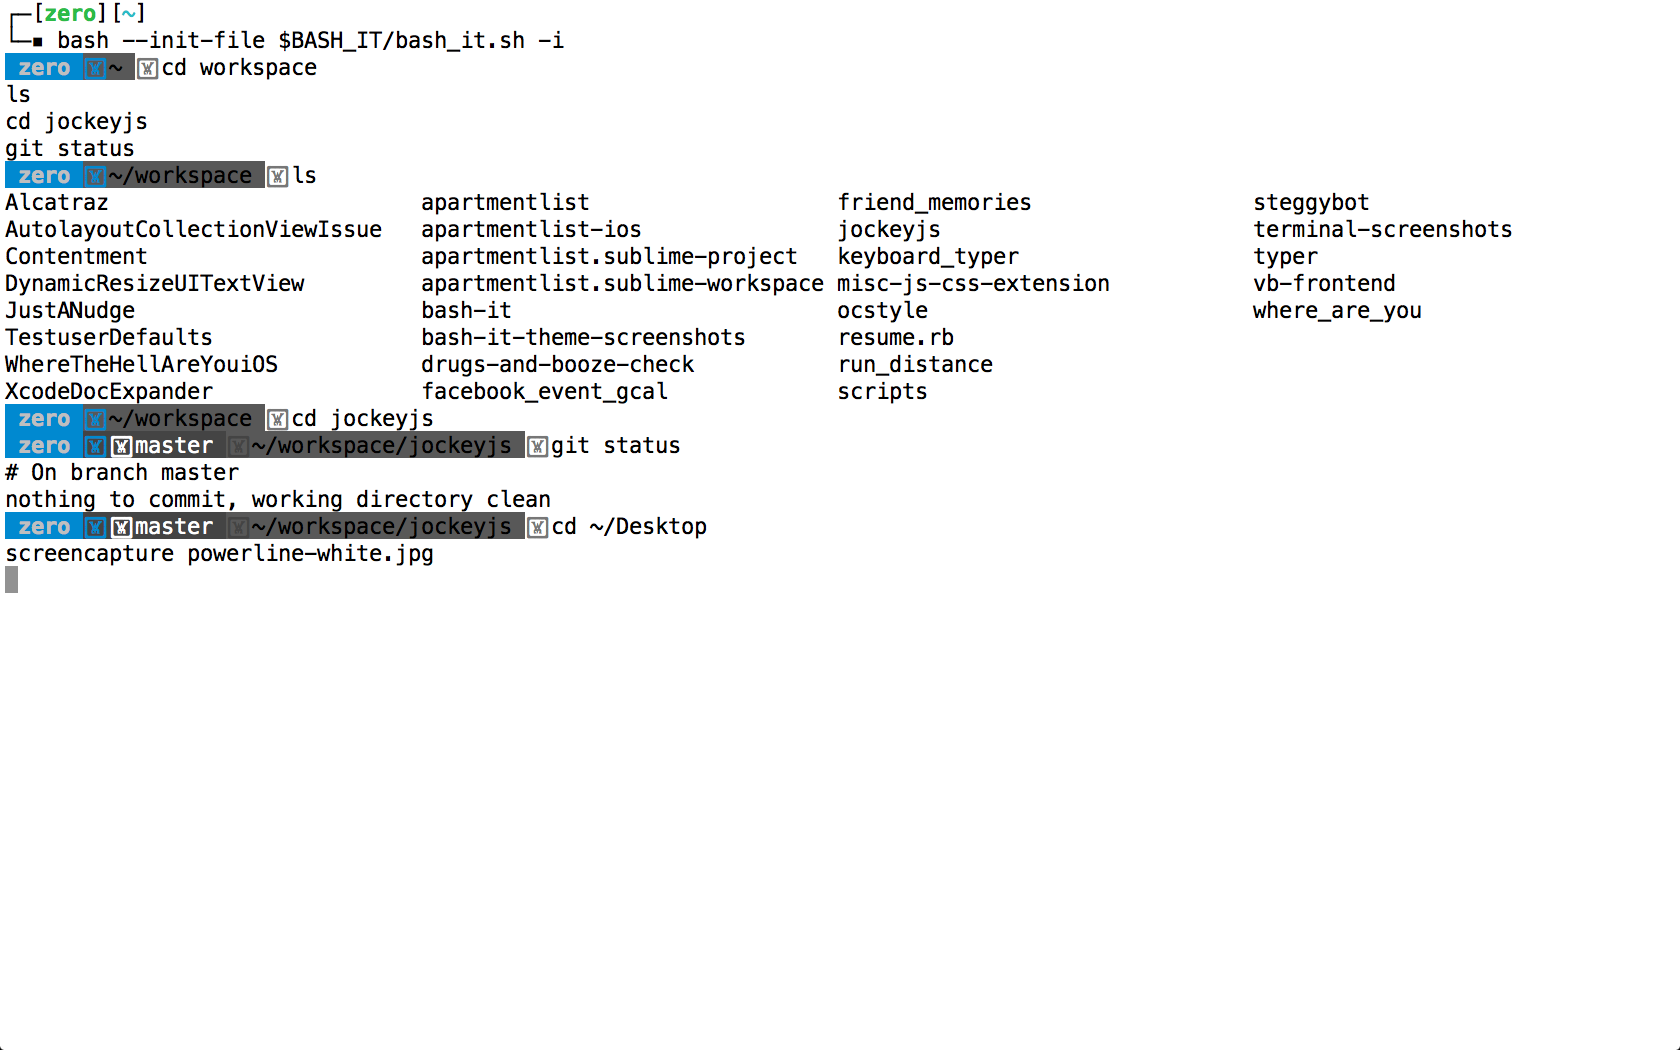 ┌─[zero][~]
└─▪ bash --init-file $BASH_IT/bash_it.sh -i
zero ~ cd workspace
ls
cd jockeyjs
git status
zero ~/workspace ls
Alcatraz apartmentlist friend_memories steggybot
AutolayoutCollectionViewIssue apartmentlist-ios jockeyjs terminal-screenshots
Contentment apartmentlist.sublime-project keyboard_typer typer
DynamicResizeUITextView apartmentlist.sublime-workspace misc-js-css-extension vb-frontend
JustANudge bash-it ocstyle where_are_you
TestuserDefaults bash-it-theme-screenshots resume.rb
WhereTheHellAreYouiOS drugs-and-booze-check run_distance
XcodeDocExpander facebook_event_gcal scripts
zero ~/workspace cd jockeyjs
zero master ~/workspace/jockeyjs git status
# On branch master
nothing to commit, working directory clean
zero master ~/workspace/jockeyjs cd ~/Desktop
screencapture powerline-white.jpg